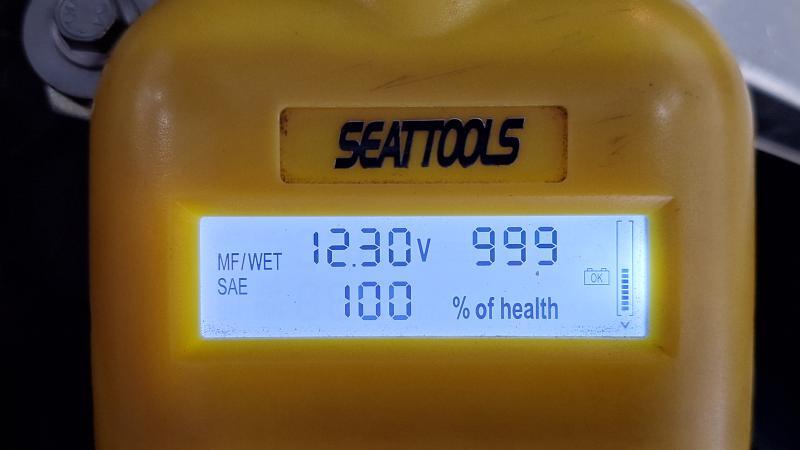 SEATTOOLS
MF/WET 12.30V 999
SAE 100 % of health
OK